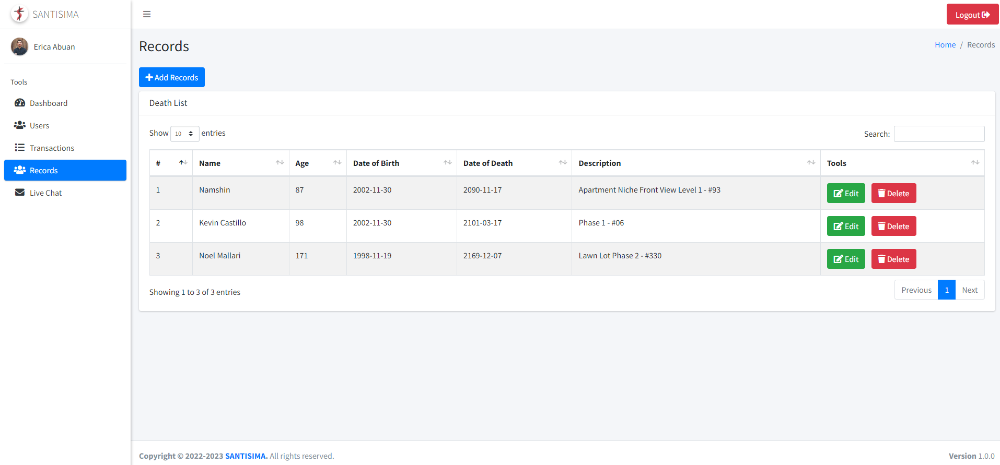 SANTISIMA
Logout
Erica Abuan
Records
Home / Records
Add Records
Tools
Dashboard
Users
Transactions
Records
Live Chat
Death List
Show 10 entries
Search:
# Name Age Date of Birth Date of Death Description Tools
1 Namshin 87 2002-11-30 2090-11-17 Apartment Niche Front View Level 1 - #93 Edit Delete
2 Kevin Castillo 98 2002-11-30 2101-03-17 Phase 1 - #06 Edit Delete
3 Noel Mallari 171 1998-11-19 2169-12-07 Lawn Lot Phase 2 - #330 Edit Delete
Showing 1 to 3 of 3 entries
Previous 1 Next
Copyright © 2022-2023 SANTISIMA. All rights reserved.
Version 1.0.0